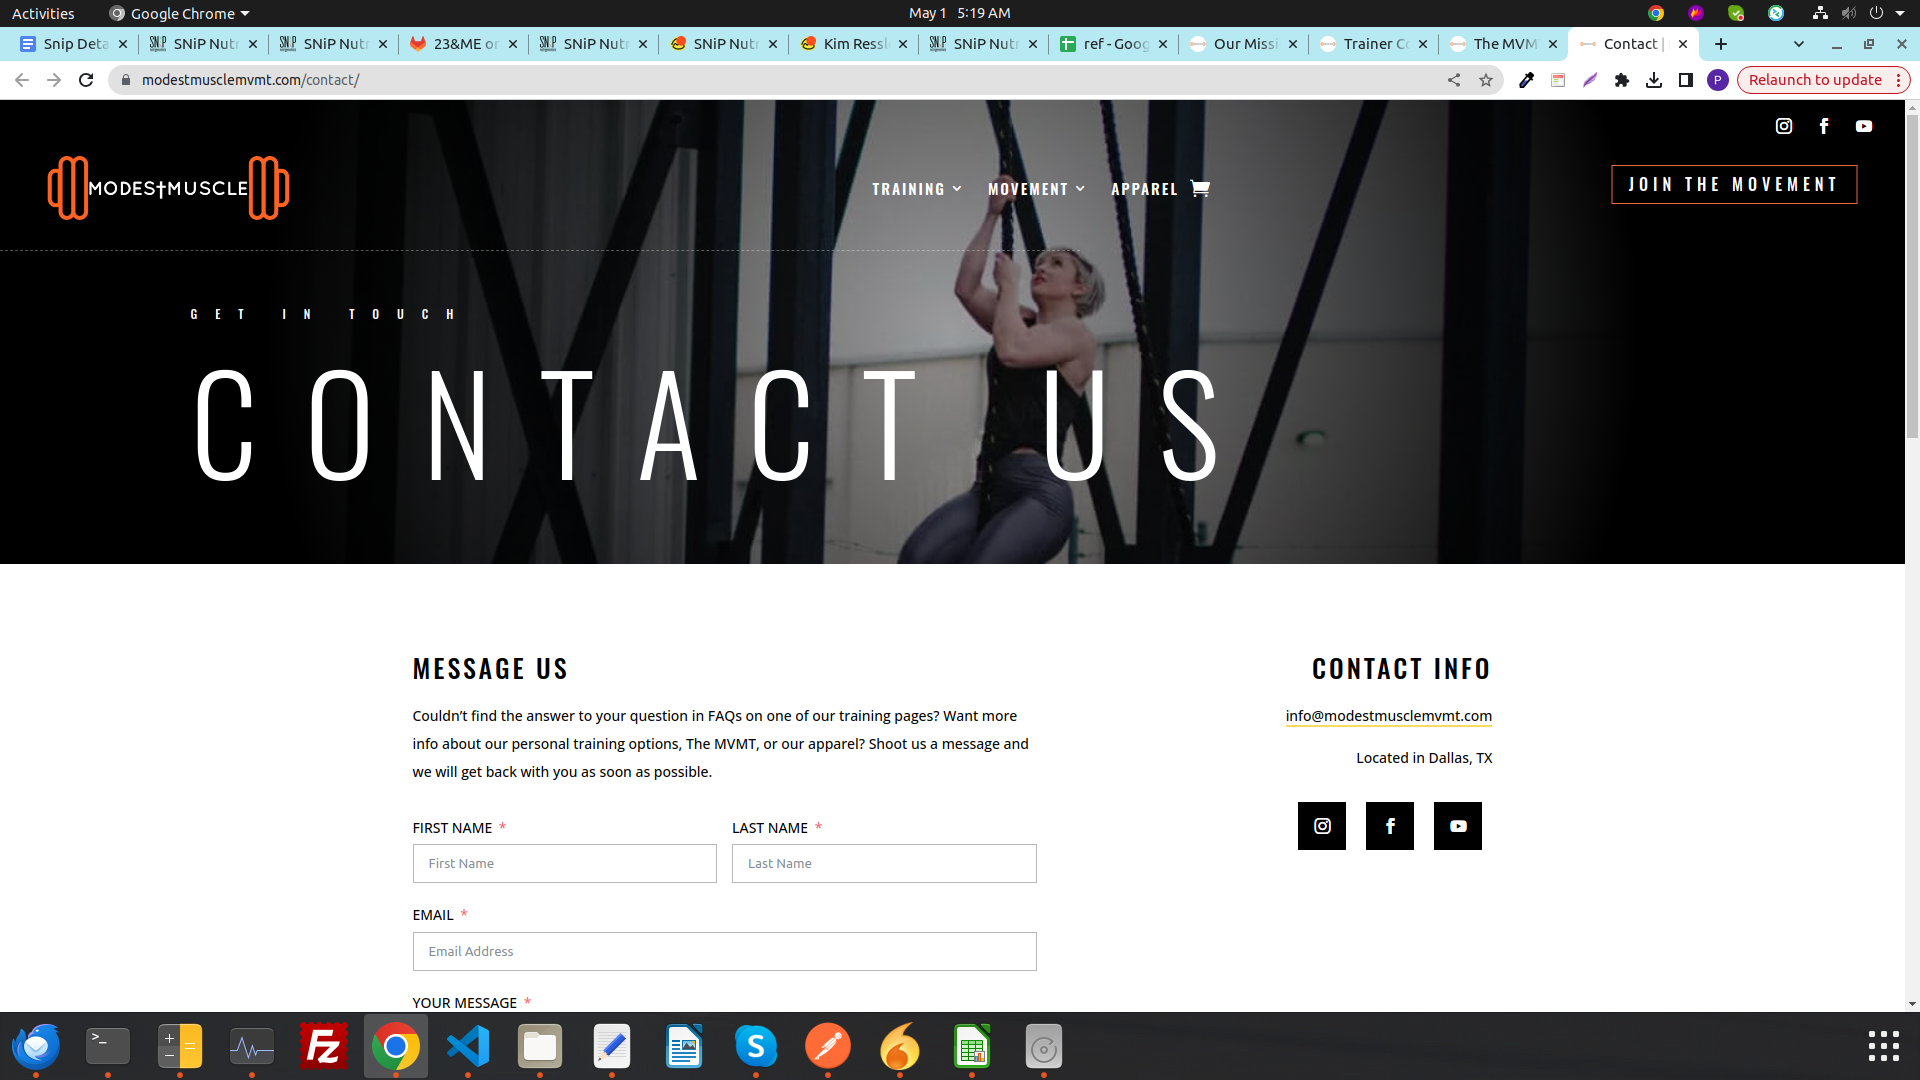 Activities
Google Chrome
May 1 5:19 AM
Snip Deta
SNiP Nutr
SNiP Nutr
23&ME or
SNiP Nutr
SNiP Nutr
Kim Ressl
SNiP Nutr
ref - Goog
Our Missi
Trainer Co
The MVM
Contact |
modestmusclemvmt.com/contact/
P
Relaunch to update
MODESTMUSCLE
TRAINING
MOVEMENT
APPAREL
JOIN THE MOVEMENT
GET IN TOUCH
CONTACT US
MESSAGE US
Couldn't find the answer to your question in FAQs on one of our training pages? Want more
info about our personal training options, The MVMT, or our apparel? Shoot us a message and
we will get back with you as soon as possible.
FIRST NAME *
LAST NAME *
First Name
Last Name
EMAIL *
Email Address
YOUR MESSAGE *
CONTACT INFO
info@modestmusclemvmt.com
Located in Dallas, TX